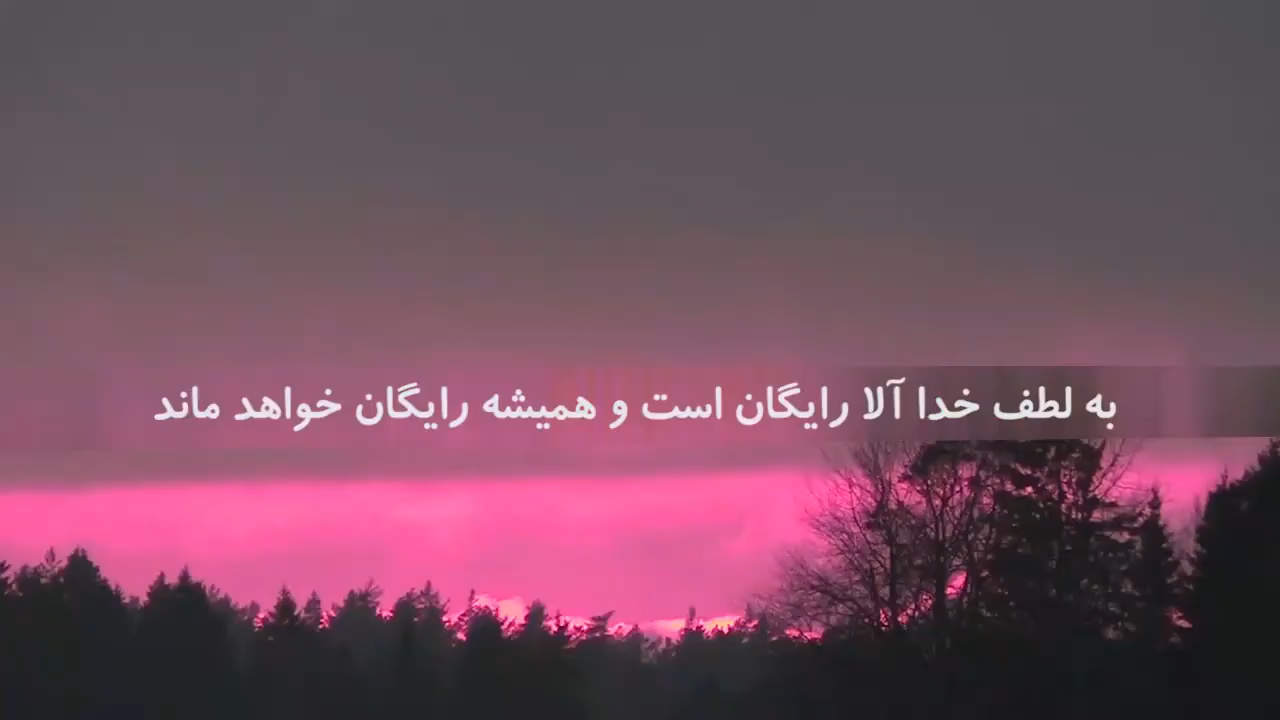 به لطف خدا آلا رایگان است و همیشه رایگان خواهد ماند